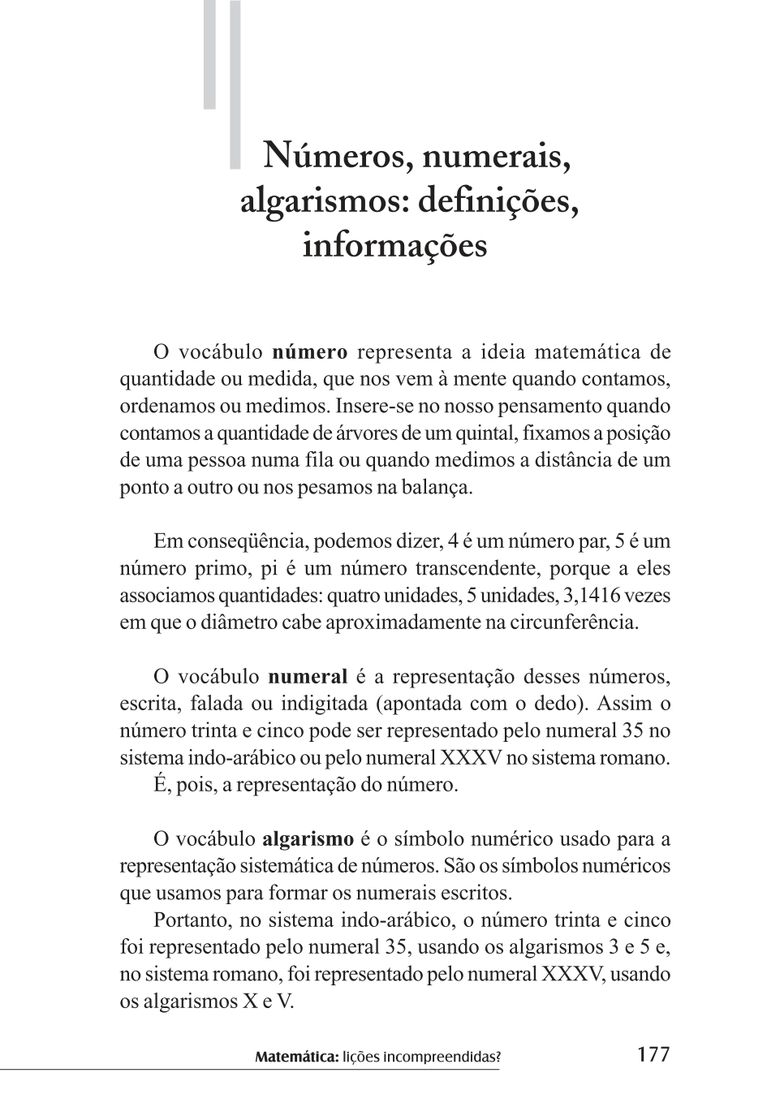 Números, numerais,
algarismos: definições,
informações
O vocábulo número representa a ideia matemática de
quantidade ou medida, que nos vem à mente quando contamos,
ordenamos ou medimos. Insere-se no nosso pensamento quando
contamos a quantidade de árvores de um quintal, fixamos a posição
de uma pessoa numa fila ou quando medimos a distância de um
ponto a outro ou nos pesamos na balança.
Em conseqüência, podemos dizer, 4 é um número par, 5 é um
número primo, pi é um número transcendente, porque a eles
associamos quantidades: quatro unidades, 5 unidades, 3,1416 vezes
em que o diâmetro cabe aproximadamente na circunferência.
O vocábulo numeral é a representação desses números,
escrita, falada ou indigitada (apontada com o dedo). Assim o
número trinta e cinco pode ser representado pelo numeral 35 no
sistema indo-arábico ou pelo numeral XXXV no sistema romano.
É, pois, a representação do número.
O vocábulo algarismo é o símbolo numérico usado para a
representação sistemática de números. São os símbolos numéricos
que usamos para formar os numerais escritos.
Portanto, no sistema indo-arábico, o número trinta e cinco
foi representado pelo numeral 35, usando os algarismos 3 e 5 e,
no sistema romano, foi representado pelo numeral XXXV, usando
os algarismos X e V.
Matemática: lições incompreendidas? 177